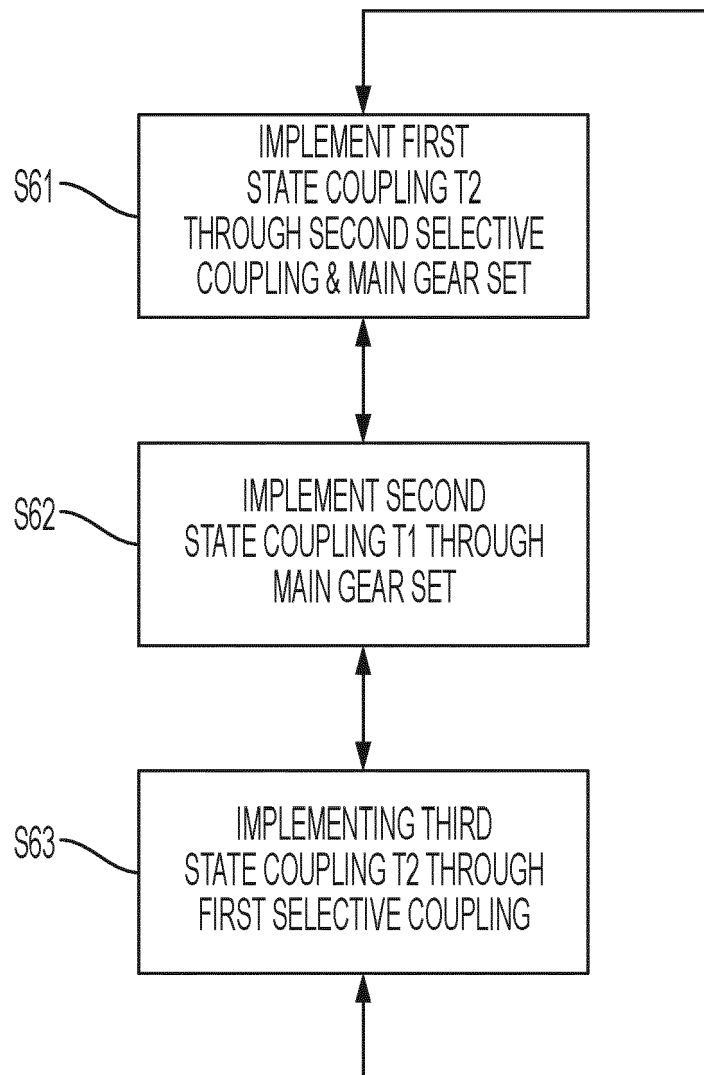 S61
IMPLEMENT FIRST
STATE COUPLING T2
THROUGH SECOND SELECTIVE
COUPLING & MAIN GEAR SET
S62
IMPLEMENT SECOND
STATE COUPLING T1 THROUGH
MAIN GEAR SET
S63
IMPLEMENTING THIRD
STATE COUPLING T2 THROUGH
FIRST SELECTIVE COUPLING